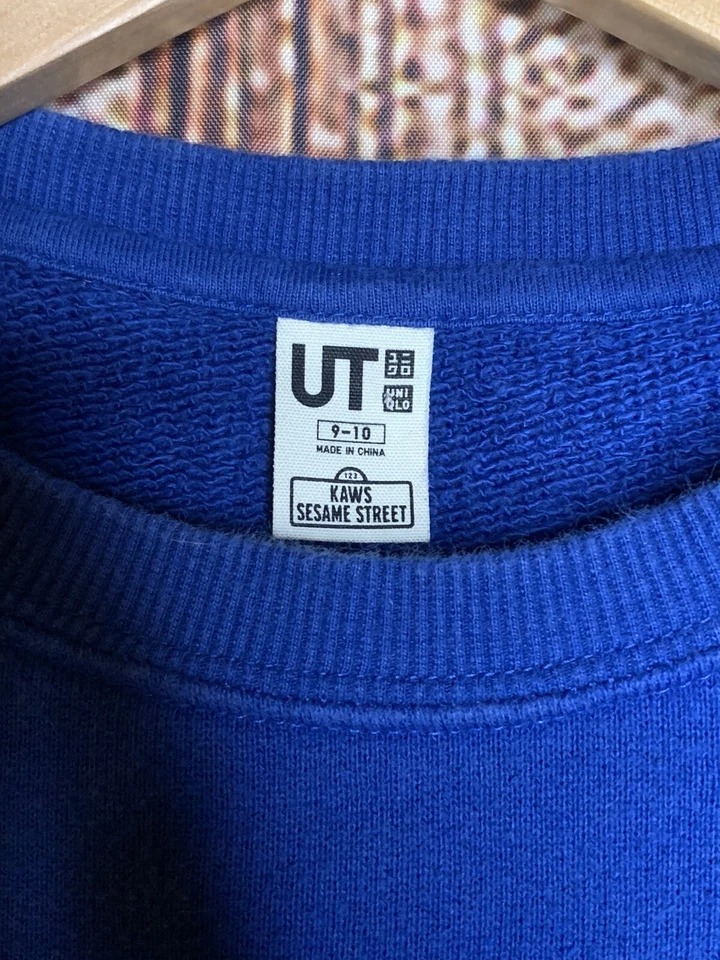 UT
ユニ
クロ
UNI
QLO
9-10
MADE IN CHINA
123
KAWS
SESAME STREET